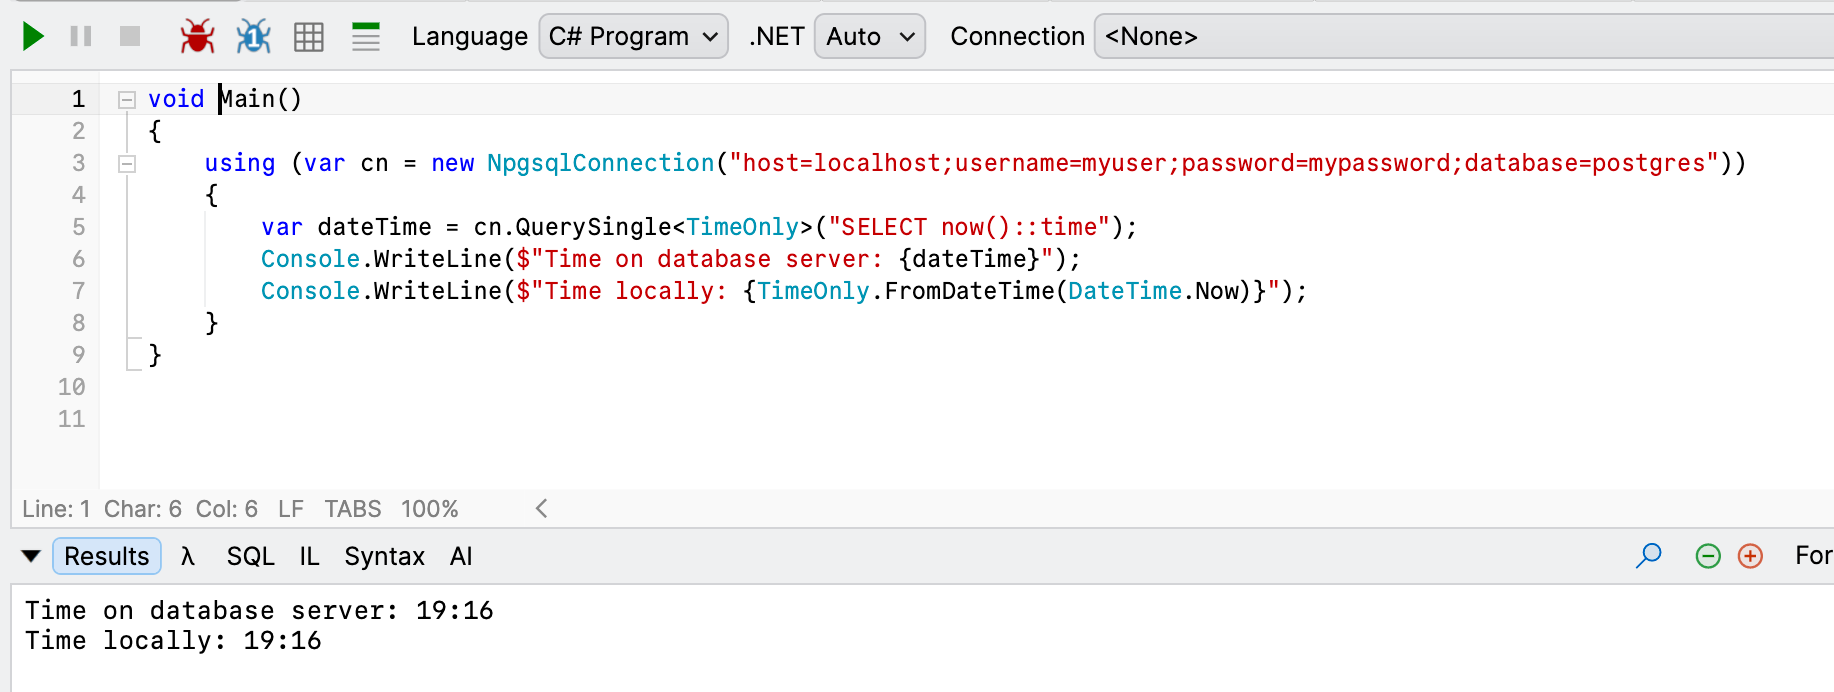 Language C# Program .NET Auto Connection <None>
1 void Main()
2 {
3 using (var cn = new NpgsqlConnection("host=localhost;username=myuser;password=mypassword;database=postgres"))
4 {
5 var dateTime = cn.QuerySingle<TimeOnly>("SELECT now()::time");
6 Console.WriteLine($"Time on database server: {dateTime}");
7 Console.WriteLine($"Time locally: {TimeOnly.FromDateTime(DateTime.Now)}");
8 }
9 }
10
11
Line: 1 Char: 6 Col: 6 LF TABS 100%
Results λ SQL IL Syntax AI For
Time on database server: 19:16
Time locally: 19:16